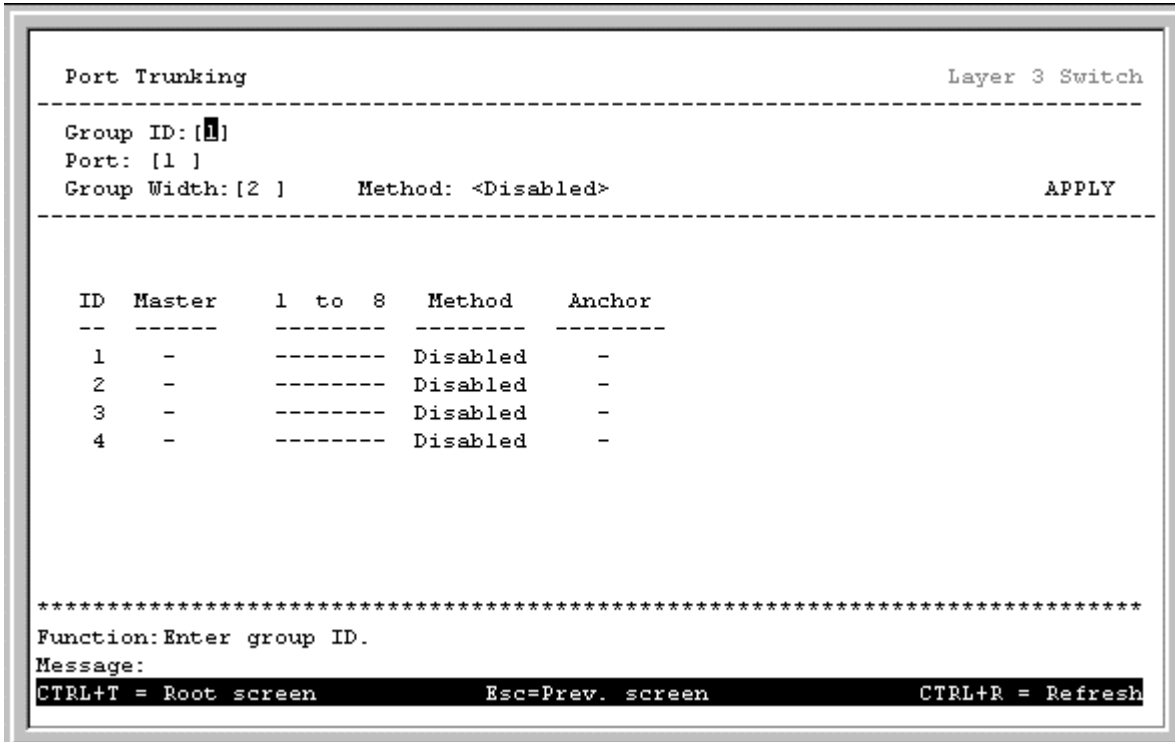 Port Trunking Layer 3 Switch
-------------------------------------------------------------------------------
Group ID:[1]
Port: [1 ]
Group Width:[2 ] Method: <Disabled> APPLY
--------------------------------------------------------------------------------
ID Master 1 to 8 Method Anchor
-- ------ -------- -------- --------
1 - -------- Disabled -
2 - -------- Disabled -
3 - -------- Disabled -
4 - -------- Disabled -
*******************************************************************************
Function:Enter group ID.
Message:
CTRL+T = Root screen Esc=Prev. screen CTRL+R = Refresh